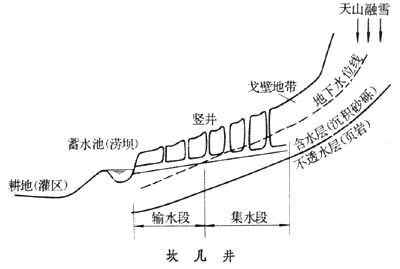 天山融雪
戈壁地带
地下水位线
竖井
含水层(沉积砂砾)
不透水层(页岩)
蓄水池(涝坝)
耕地(灌区)
输水段
集水段
坎儿井